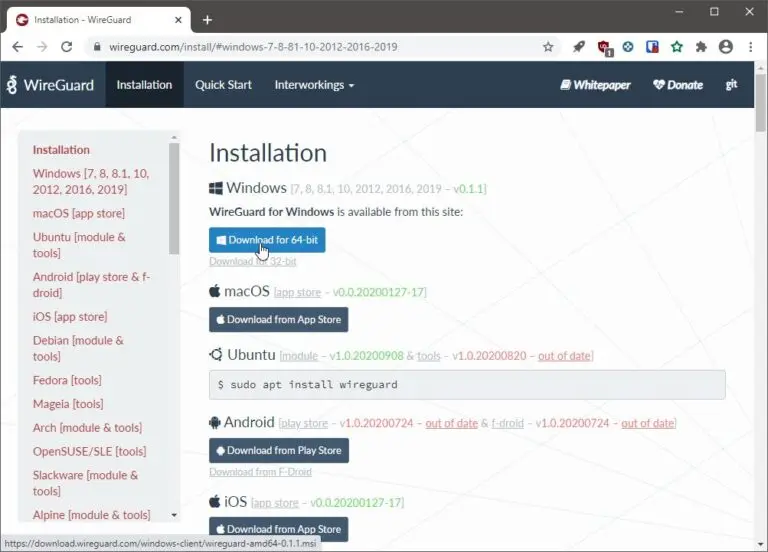 Installation - WireGuard
wireguard.com/install/#windows-7-8-81-10-2012-2016-2019
1
WireGuard
Installation
Quick Start
Interworkings
Whitepaper
Donate
git
Installation
Windows [7, 8, 8.1, 10,
2012, 2016, 2019]
macOS [app store]
Ubuntu [module &
tools]
Android [play store & f-
droid]
iOS [app store]
Debian [module &
tools]
Fedora [tools]
Mageia [tools]
Arch [module & tools]
OpenSUSE/SLE [tools]
Slackware [module &
tools]
Alpine [module & tools]
Installation
Windows [7, 8, 8.1, 10, 2012, 2016, 2019 – v0.1.1]
WireGuard for Windows is available from this site:
Download for 64-bit
Download for 32-bit
macOS [app store – v0.0.20200127-17]
Download from App Store
Ubuntu [module – v1.0.20200908 & tools – v1.0.20200820 – out of date]
$ sudo apt install wireguard
Android [play store – v1.0.20200724 – out of date & f-droid – v1.0.20200724 – out of date]
Download from Play Store
Download from F-Droid
iOS [app store – v0.0.20200127-17]
Download from App Store
https://download.wireguard.com/windows-client/wireguard-amd64-0.1.1.msi